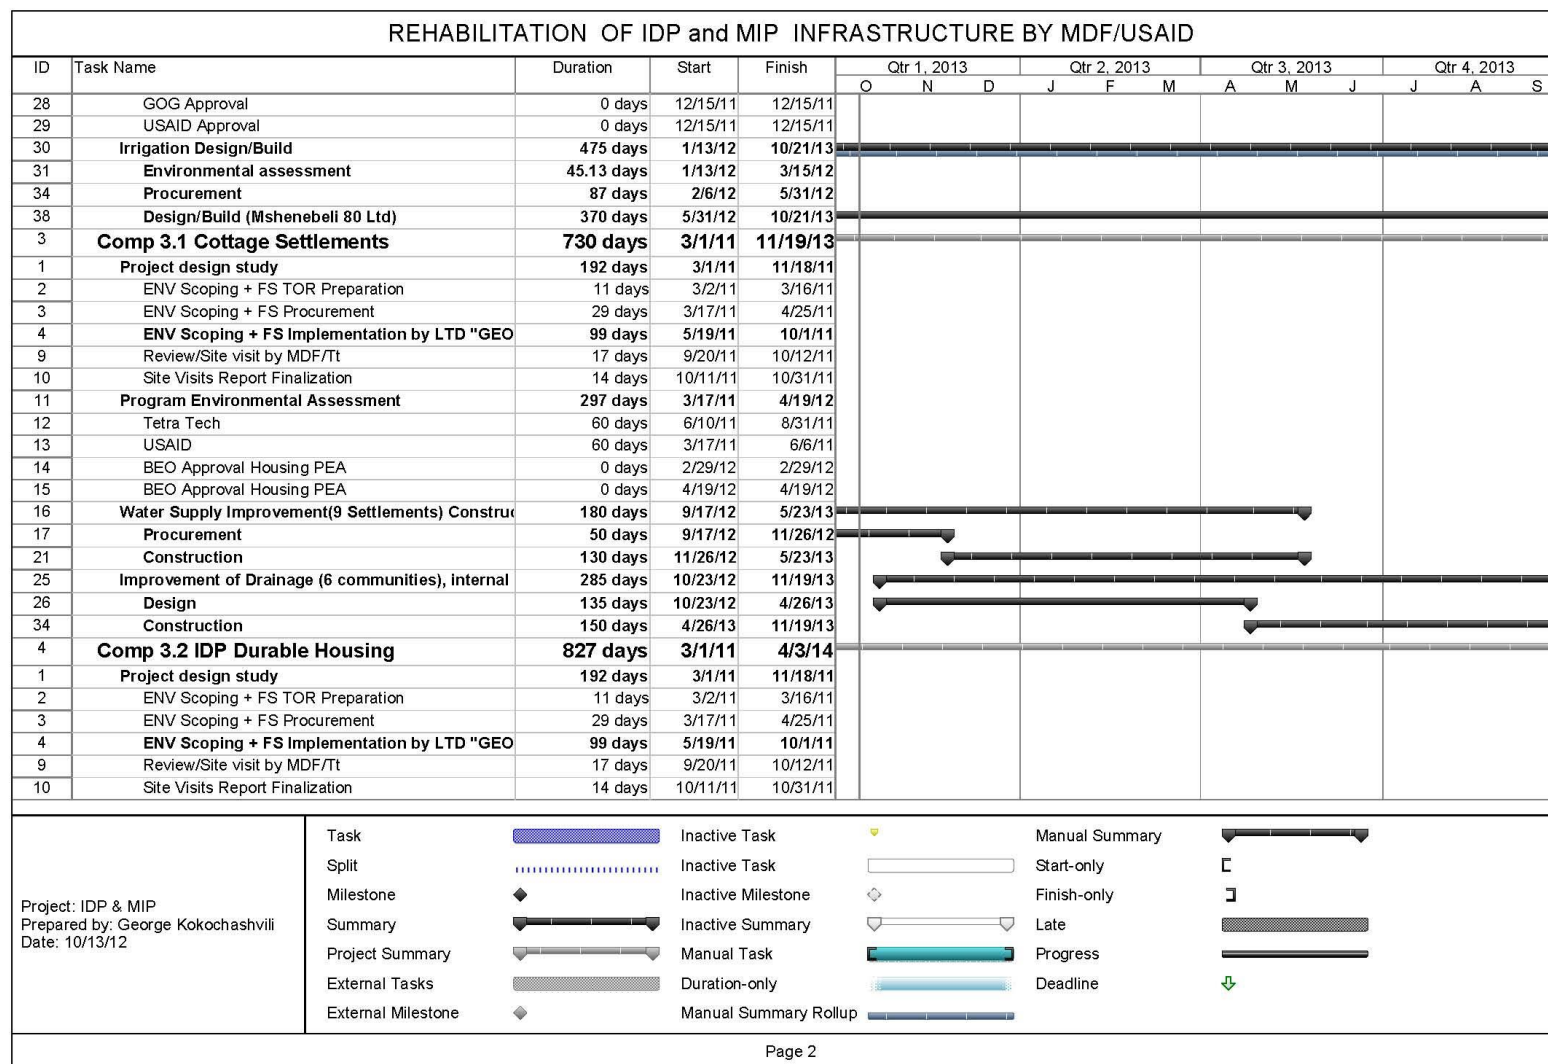 REHABILITATION OF IDP and MIP INFRASTRUCTURE BY MDF/USAID
ID Task Name Duration Start Finish Qtr 1, 2013 Qtr 2, 2013 Qtr 3, 2013 Qtr 4, 2013
O N D J F M A M J J A S
28 GOG Approval 0 days 12/15/11 12/15/11
29 USAID Approval 0 days 12/15/11 12/15/11
30 Irrigation Design/Build 475 days 1/13/12 10/21/13
31 Environmental assessment 45.13 days 1/13/12 3/15/12
34 Procurement 87 days 2/6/12 5/31/12
38 Design/Build (Mshenebeli 80 Ltd) 370 days 5/31/12 10/21/13
3 Comp 3.1 Cottage Settlements 730 days 3/1/11 11/19/13
1 Project design study 192 days 3/1/11 11/18/11
2 ENV Scoping + FS TOR Preparation 11 days 3/2/11 3/16/11
3 ENV Scoping + FS Procurement 29 days 3/17/11 4/25/11
4 ENV Scoping + FS Implementation by LTD "GEO 99 days 5/19/11 10/1/11
9 Review/Site visit by MDF/Tt 17 days 9/20/11 10/12/11
10 Site Visits Report Finalization 14 days 10/11/11 10/31/11
11 Program Environmental Assessment 297 days 3/17/11 4/19/12
12 Tetra Tech 60 days 6/10/11 8/31/11
13 USAID 60 days 3/17/11 6/6/11
14 BEO Approval Housing PEA 0 days 2/29/12 2/29/12
15 BEO Approval Housing PEA 0 days 4/19/12 4/19/12
16 Water Supply Improvement(9 Settlements) Constru 180 days 9/17/12 5/23/13
17 Procurement 50 days 9/17/12 11/26/12
21 Construction 130 days 11/26/12 5/23/13
25 Improvement of Drainage (6 communities), internal 285 days 10/23/12 11/19/13
26 Design 135 days 10/23/12 4/26/13
34 Construction 150 days 4/26/13 11/19/13
4 Comp 3.2 IDP Durable Housing 827 days 3/1/11 4/3/14
1 Project design study 192 days 3/1/11 11/18/11
2 ENV Scoping + FS TOR Preparation 11 days 3/2/11 3/16/11
3 ENV Scoping + FS Procurement 29 days 3/17/11 4/25/11
4 ENV Scoping + FS Implementation by LTD "GEO 99 days 5/19/11 10/1/11
9 Review/Site visit by MDF/Tt 17 days 9/20/11 10/12/11
10 Site Visits Report Finalization 14 days 10/11/11 10/31/11
Project: IDP & MIP
Prepared by: George Kokochashvili
Date: 10/13/12
Task Inactive Task Manual Summary
Split Inactive Task Start-only
Milestone Inactive Milestone Finish-only
Summary Inactive Summary Late
Project Summary Manual Task Progress
External Tasks Duration-only Deadline
External Milestone Manual Summary Rollup
Page 2